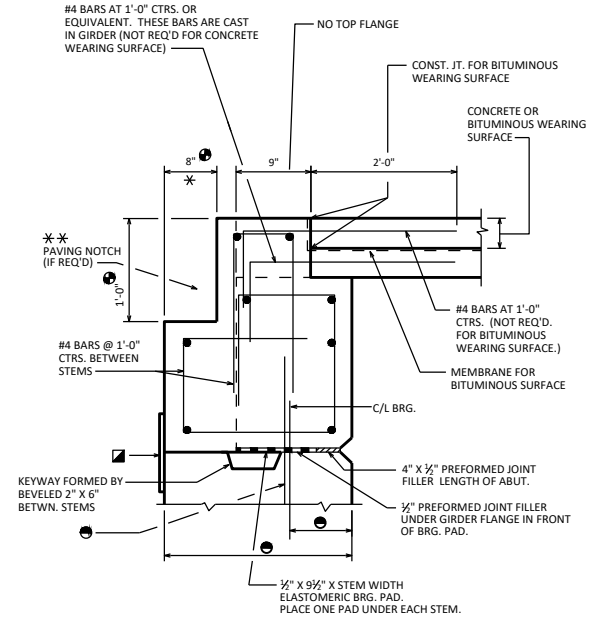 #4 BARS AT 1'-0" CTRS. OR
EQUIVALENT. THESE BARS ARE CAST
IN GIRDER (NOT REQ'D FOR CONCRETE
WEARING SURFACE)
NO TOP FLANGE
CONST. JT. FOR BITUMINOUS
WEARING SURFACE
CONCRETE OR
BITUMINOUS WEARING
SURFACE
8"
9"
2'-0"
PAVING NOTCH
(IF REQ'D)
1'-0"
#4 BARS @ 1'-0"
CTRS. BETWEEN
STEMS
#4 BARS AT 1'-0"
CTRS. (NOT REQ'D.
FOR BITUMINOUS
WEARING SURFACE.)
MEMBRANE FOR
BITUMINOUS SURFACE
C/L BRG.
KEYWAY FORMED BY
BEVELED 2" X 6"
BETWN. STEMS
4" X ½" PREFORMED JOINT
FILLER LENGTH OF ABUT.
½" PREFORMED JOINT FILLER
UNDER GIRDER FLANGE IN FRONT
OF BRG. PAD.
½" X 9½" X STEM WIDTH
ELASTOMERIC BRG. PAD.
PLACE ONE PAD UNDER EACH STEM.